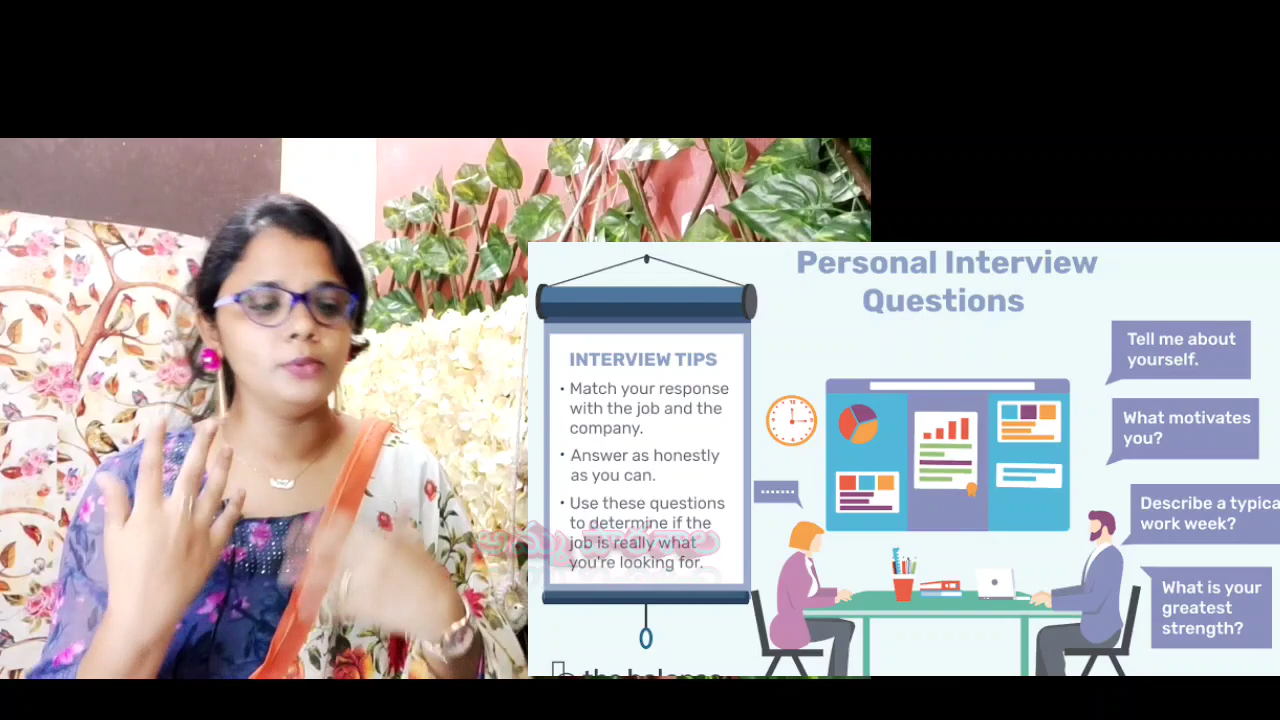 Personal Interview
Questions
INTERVIEW TIPS
• Match your response
with the job and the
company.
• Answer as honestly
as you can.
• Use these questions
to determine if the
job is really what
you're looking for.
Tell me about
yourself.
What motivates
you?
Describe a typica
work week?
What is your
greatest
strength?
the balance